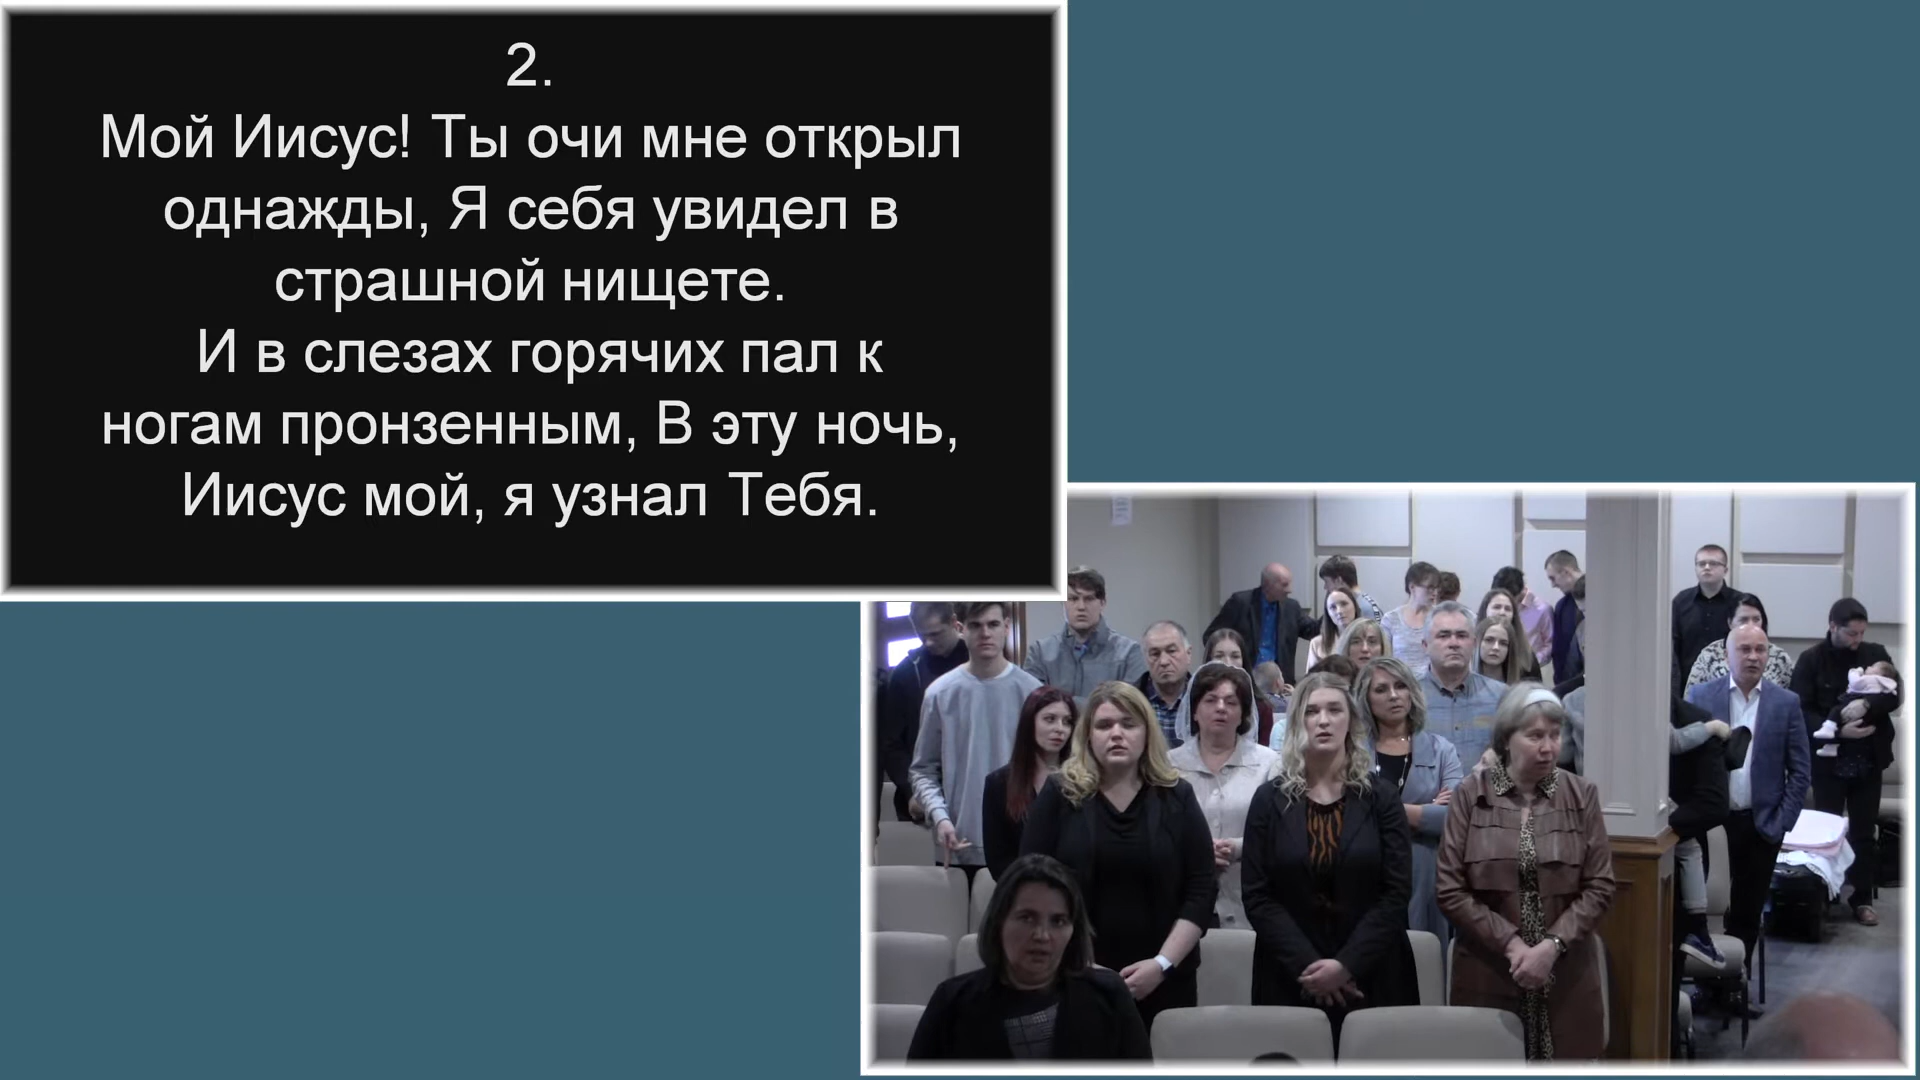 2.
Мой Иисус! Ты очи мне открыл
однажды, Я себя увидел в
страшной нищете.
И в слезах горячих пал к
ногам пронзенным, В эту ночь,
Иисус мой, я узнал Тебя.